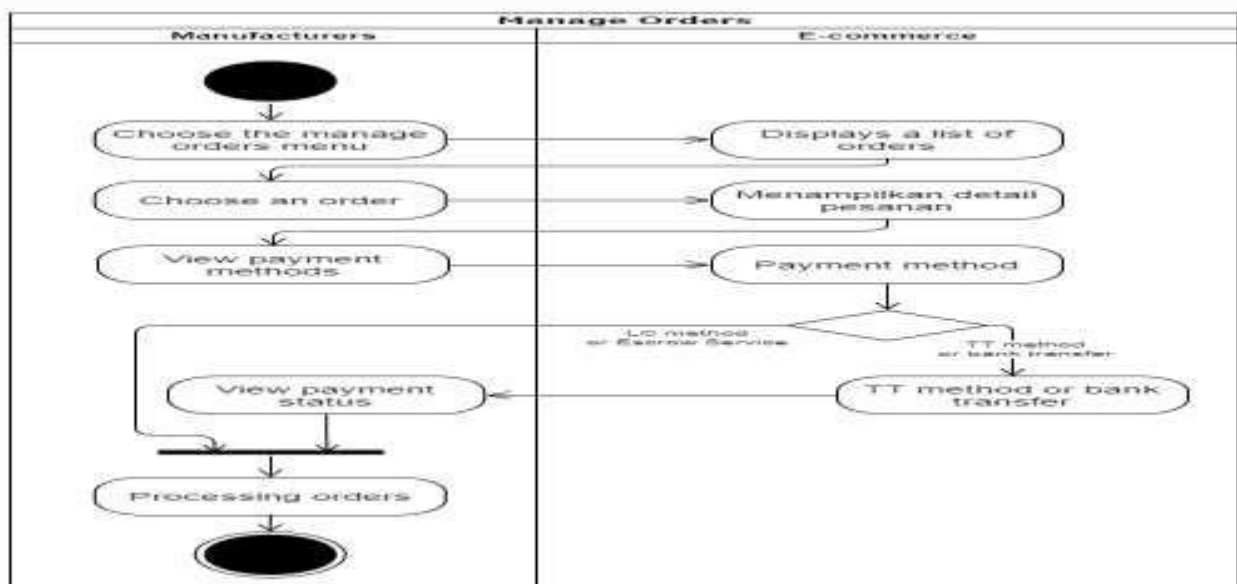 Manage Orders
Manufacturers
E-commerce
Choose the manage
orders menu
Displays a list of
orders
Choose an order
Menampilkan detail
pesanan
View payment
methods
Payment method
LC method
or Escrow Service
TT method
or bank transfer
View payment
status
TT method or bank
transfer
Processing orders